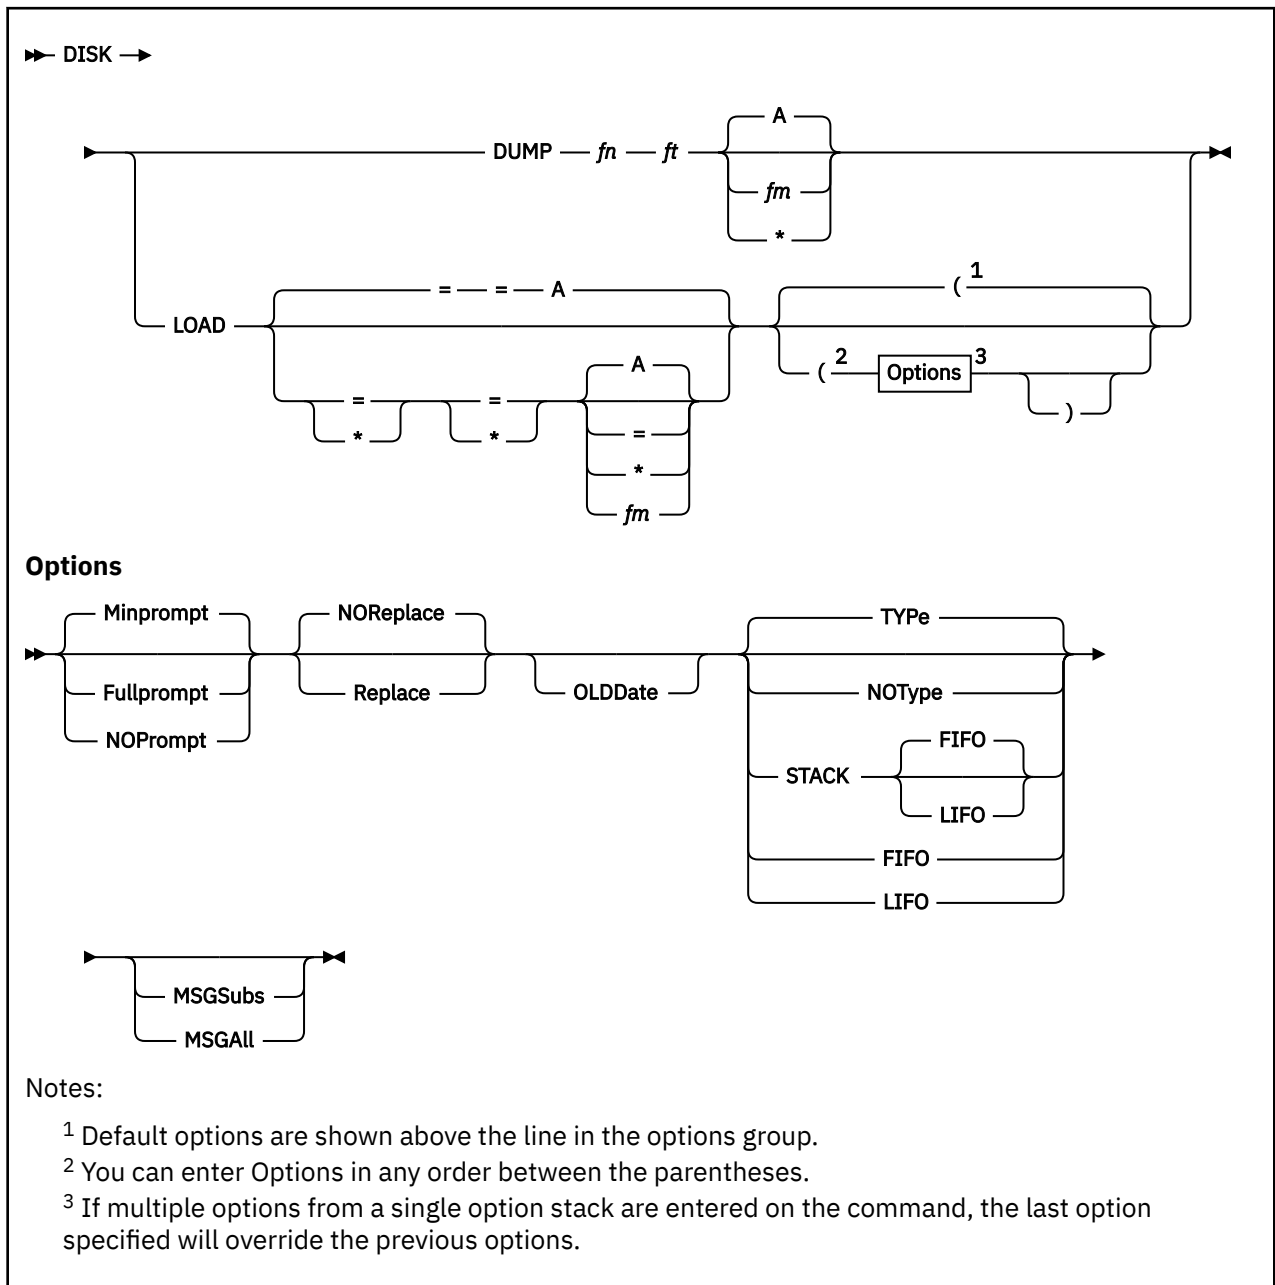 DISK
A
DUMP fn ft
fm
*
= = A ( 1
LOAD
A ( 2 Options 3
= = )
* * =
*
fm
Options
Minprompt NOReplace TYPe
Fullprompt Replace OLDDate NOType
NOPrompt FIFO
STACK
LIFO
FIFO
LIFO
MSGSubs
MSGAll
Notes:
1 Default options are shown above the line in the options group.
2 You can enter Options in any order between the parentheses.
3 If multiple options from a single option stack are entered on the command, the last option
specified will override the previous options.